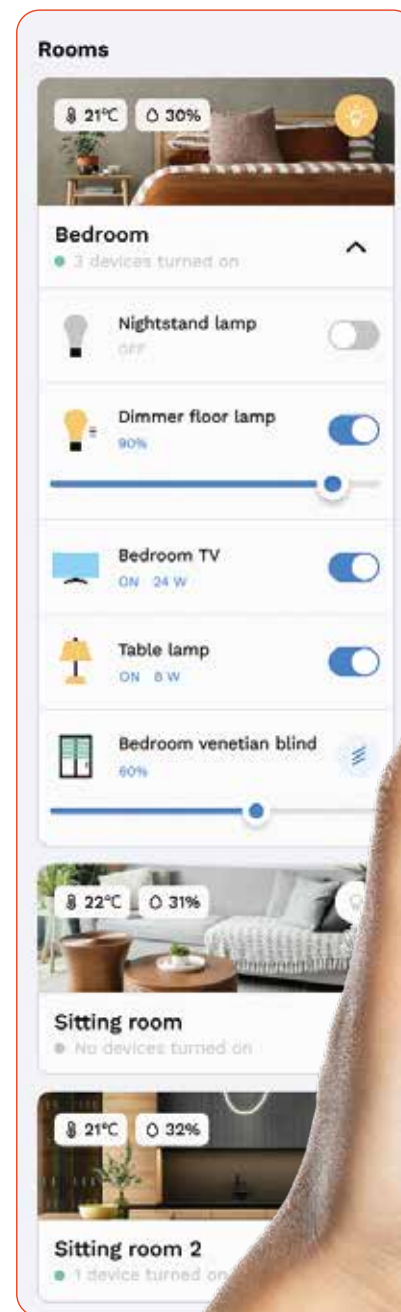 Rooms
21°C 30%
Bedroom
3 devices turned on
Nightstand lamp
OFF
Dimmer floor lamp
90%
Bedroom TV
ON 24 W
Table lamp
ON 8 W
Bedroom venetian blind
60%
22°C 31%
Sitting room
No devices turned on
21°C 32%
Sitting room 2
1 device turned on